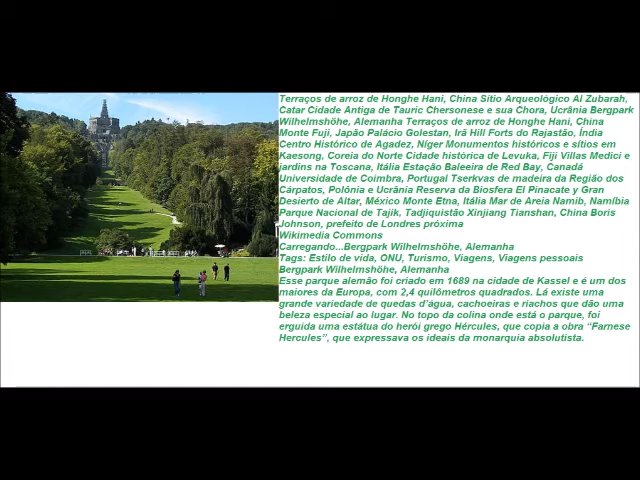 Terraços de arroz de Honghe Hani, China Sítio Arqueológico Al Zubarah,
Catar Cidade Antiga de Tauric Chersonese e sua Chora, Ucrânia Bergpark
Wilhelmshöhe, Alemanha Terraços de arroz de Honghe Hani, China
Monte Fuji, Japão Palácio Golestan, Irã Hill Forts do Rajastão, Índia
Centro Histórico de Agadez, Níger Monumentos históricos e sítios em
Kaesong, Coreia do Norte Cidade histórica de Levuka, Fiji Villas Medici e
jardins na Toscana, Itália Estação Baleeira de Red Bay, Canadá
Universidade de Coimbra, Portugal Tserkvas de madeira da Região dos
Cárpatos, Polônia e Ucrânia Reserva da Biosfera El Pinacate y Gran
Desierto de Altar, México Monte Etna, Itália Mar de Areia Namib, Namíbia
Parque Nacional de Tajik, Tadjiquistão Xinjiang Tianshan, China Boris
Johnson, prefeito de Londres próxima
Wikimedia Commons
Carregando...Bergpark Wilhelmshöhe, Alemanha
Tags: Estilo de vida, ONU, Turismo, Viagens, Viagens pessoais
Bergpark Wilhelmshöhe, Alemanha
Esse parque alemão foi criado em 1689 na cidade de Kassel e é um dos
maiores da Europa, com 2,4 quilômetros quadrados. Lá existe uma
grande variedade de quedas d'água, cachoeiras e riachos que dão uma
beleza especial ao lugar. No topo da colina onde está o parque, foi
erguida uma estátua do herói grego Hércules, que copia a obra “Farnese
Hercules”, que expressava os ideais da monarquia absolutista.